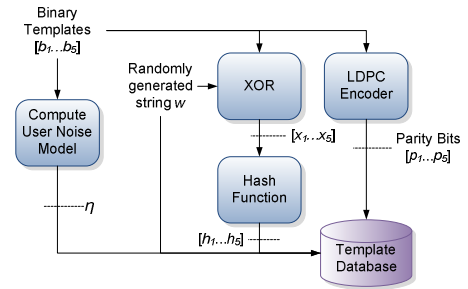 Binary
Templates
[b₁...b₅]
Randomly
generated
string w
XOR
LDPC
Encoder
Compute
User Noise
Model
[x₁...x₅]
Parity Bits
[p₁...p₅]
Hash
Function
η
[h₁...h₅]
Template
Database